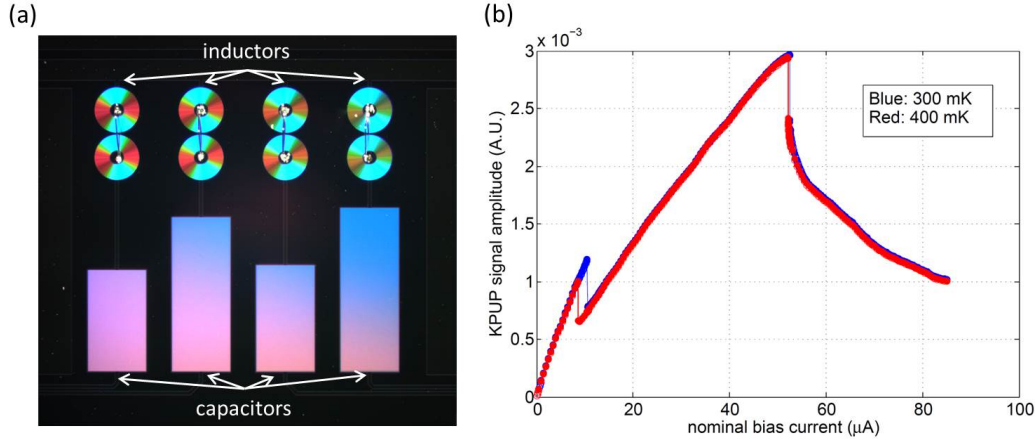 (a)
inductors
capacitors
(b)
x 10⁻³
3
2.5
2
1.5
1
0.5
0
0 20 40 60 80 100
KPUP signal amplitude (A.U.)
nominal bias current (μA)
Blue: 300 mK
Red: 400 mK